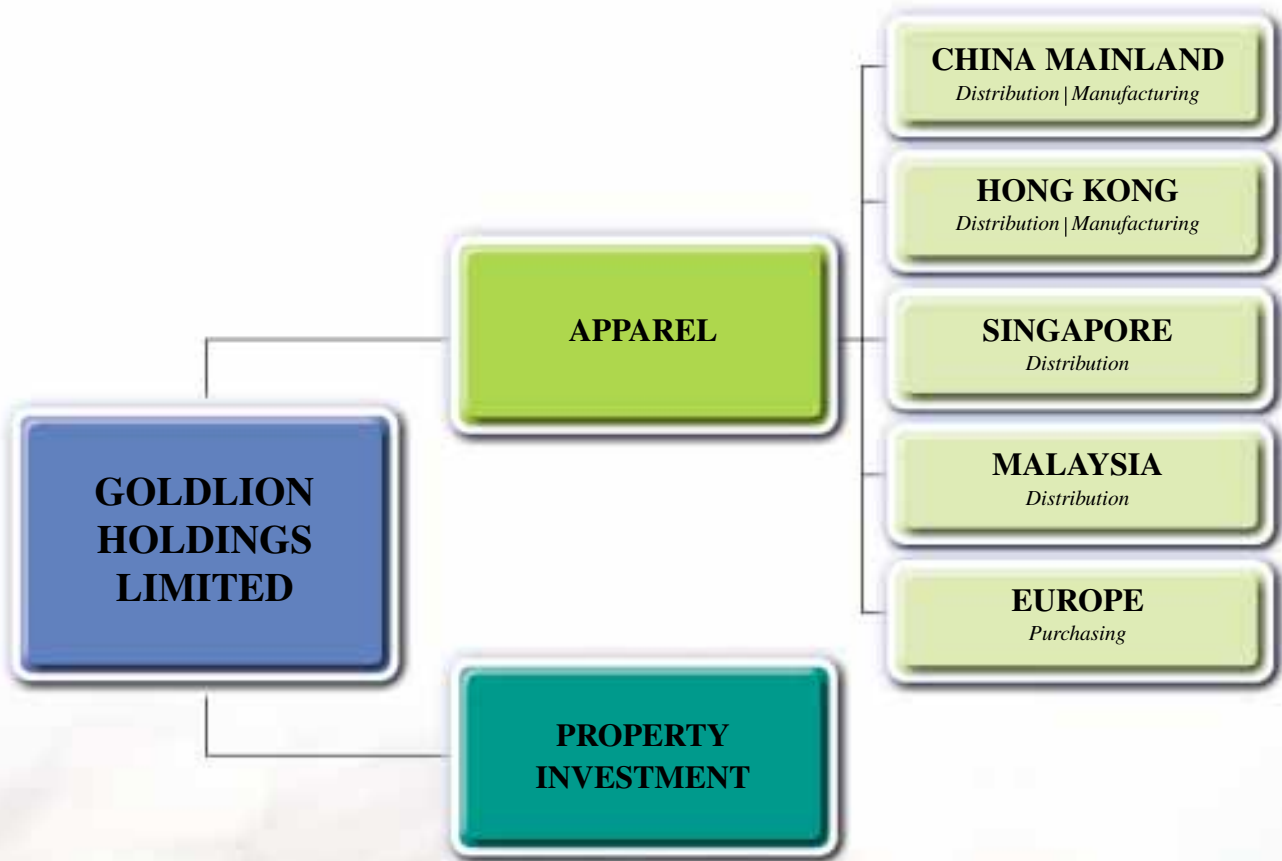 GOLDLION
HOLDINGS
LIMITED
APPAREL
PROPERTY
INVESTMENT
CHINA MAINLAND
Distribution | Manufacturing
HONG KONG
Distribution | Manufacturing
SINGAPORE
Distribution
MALAYSIA
Distribution
EUROPE
Purchasing